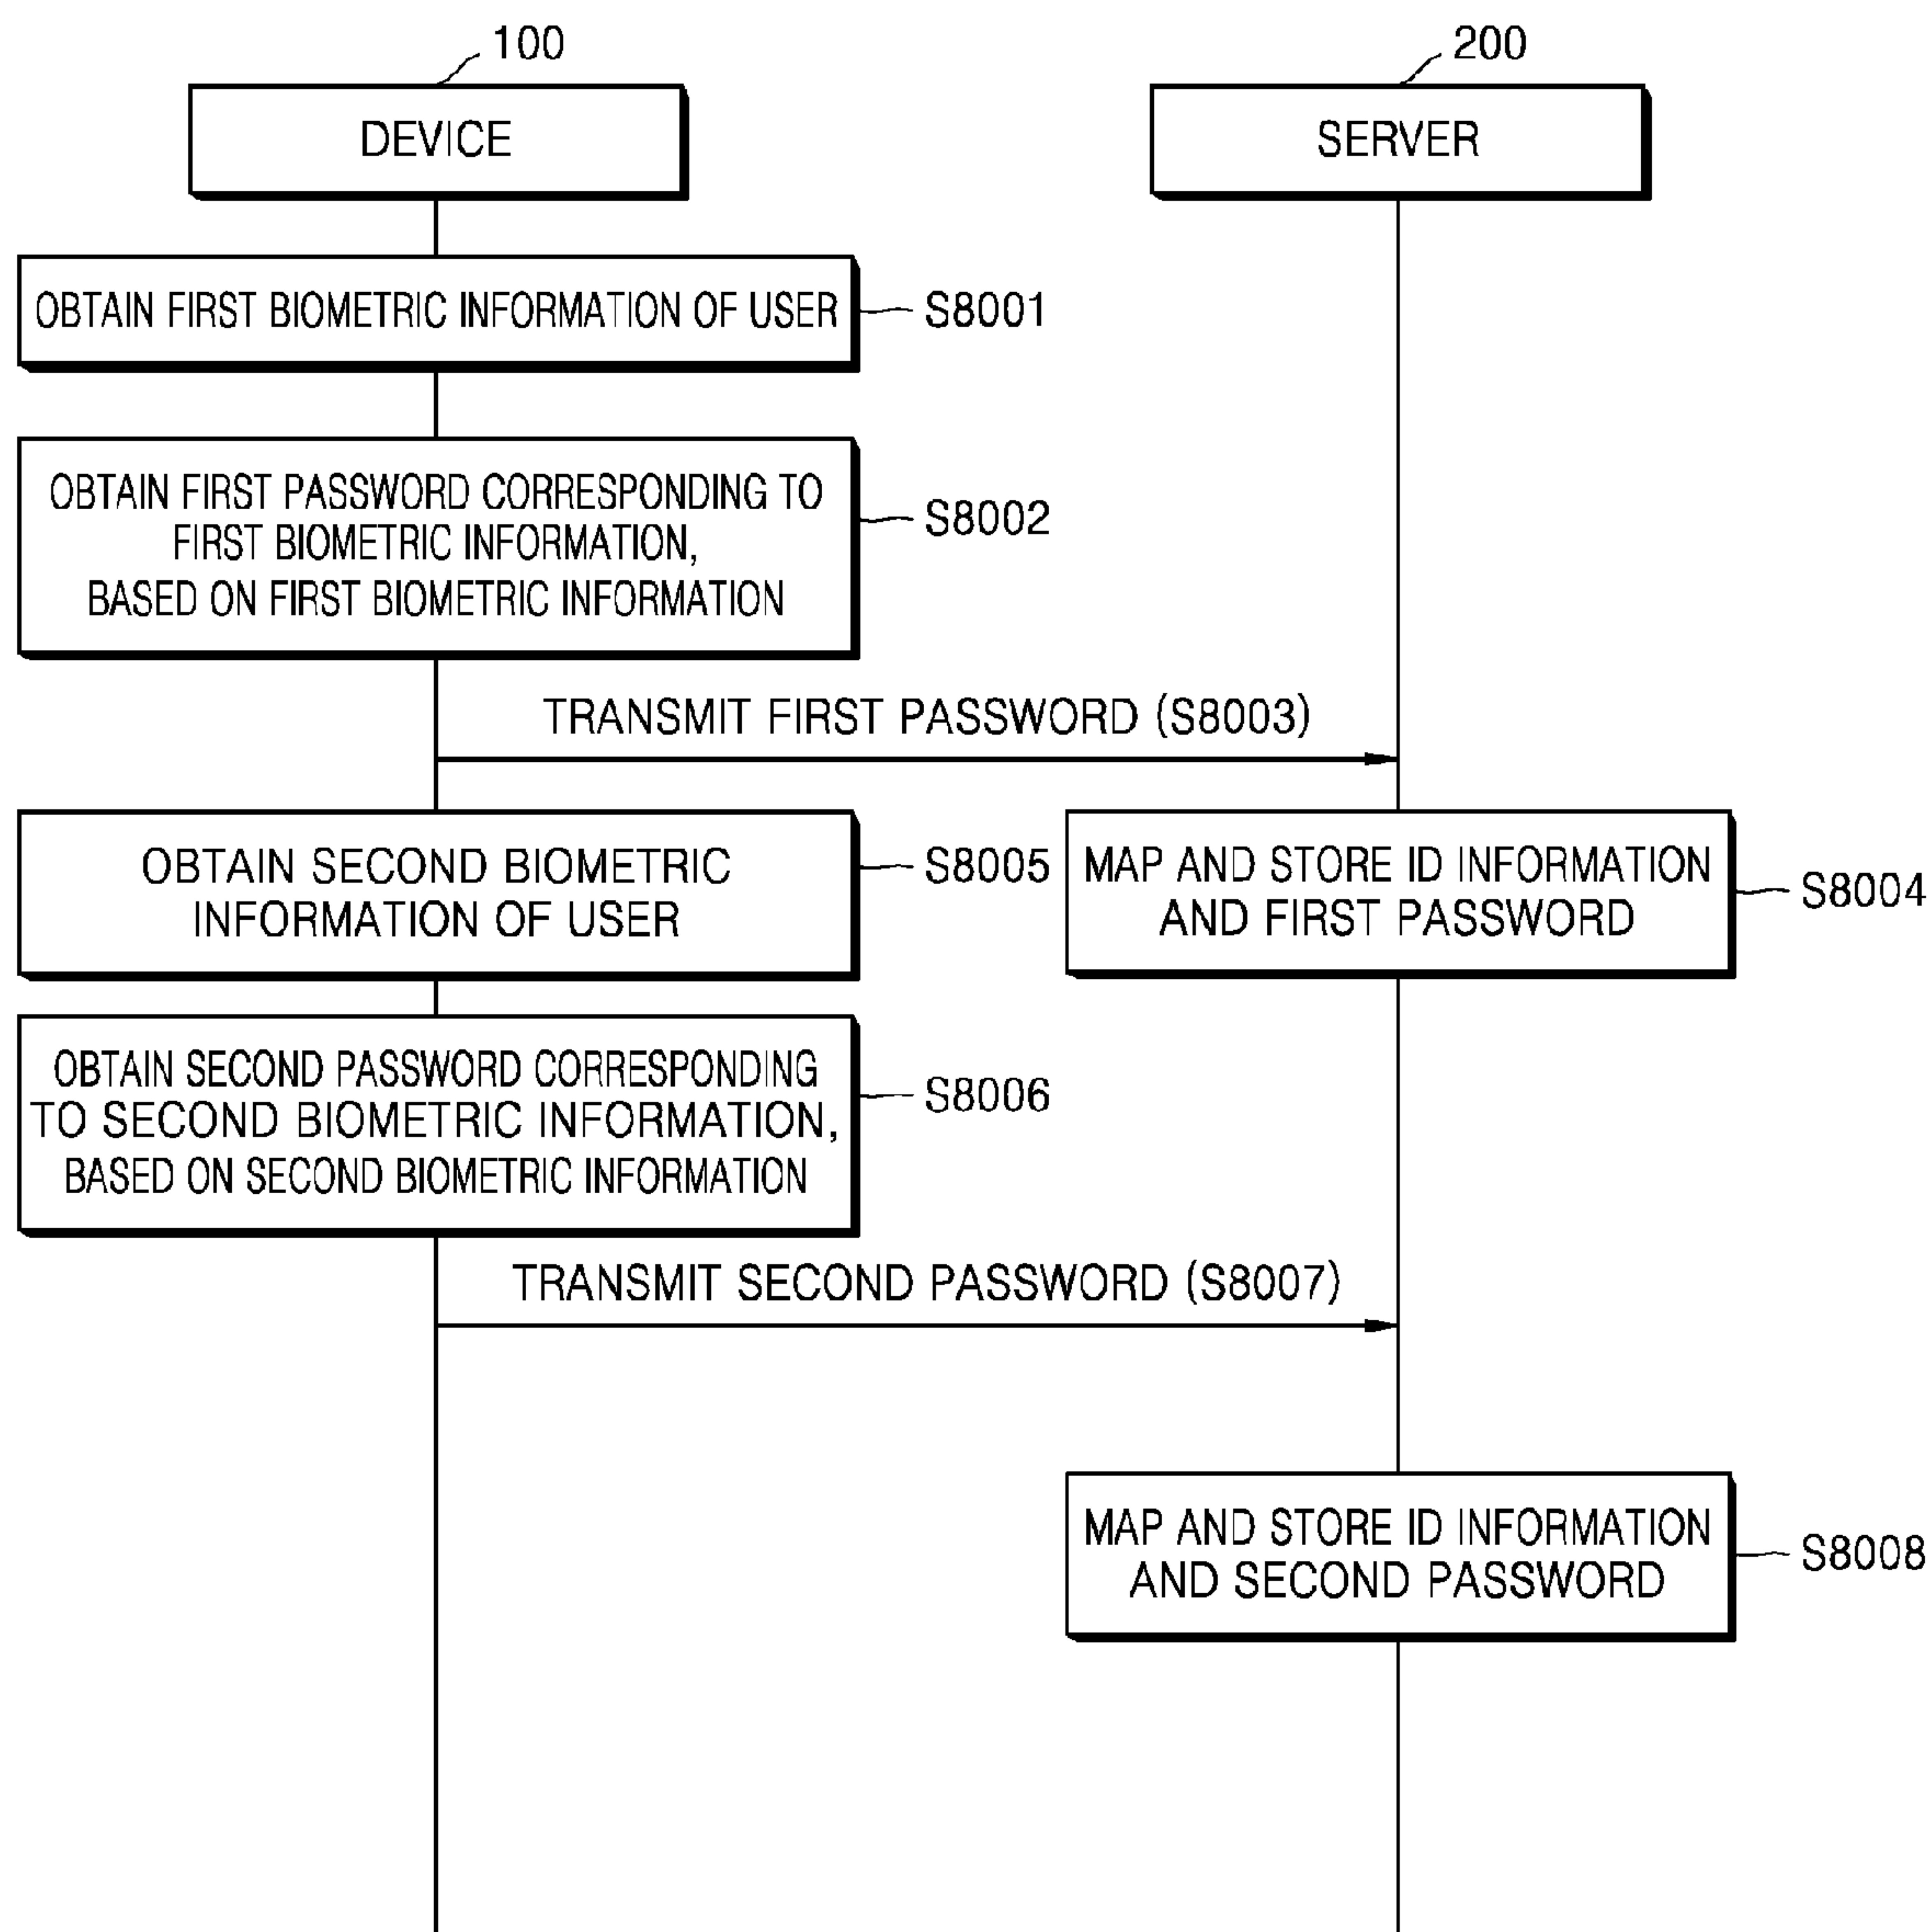 100
200
DEVICE
SERVER
OBTAIN FIRST BIOMETRIC INFORMATION OF USER
S8001
OBTAIN FIRST PASSWORD CORRESPONDING TO
FIRST BIOMETRIC INFORMATION,
BASED ON FIRST BIOMETRIC INFORMATION
S8002
TRANSMIT FIRST PASSWORD (S8003)
OBTAIN SECOND BIOMETRIC
INFORMATION OF USER
S8005
MAP AND STORE ID INFORMATION
AND FIRST PASSWORD
S8004
OBTAIN SECOND PASSWORD CORRESPONDING
TO SECOND BIOMETRIC INFORMATION,
BASED ON SECOND BIOMETRIC INFORMATION
S8006
TRANSMIT SECOND PASSWORD (S8007)
MAP AND STORE ID INFORMATION
AND SECOND PASSWORD
S8008